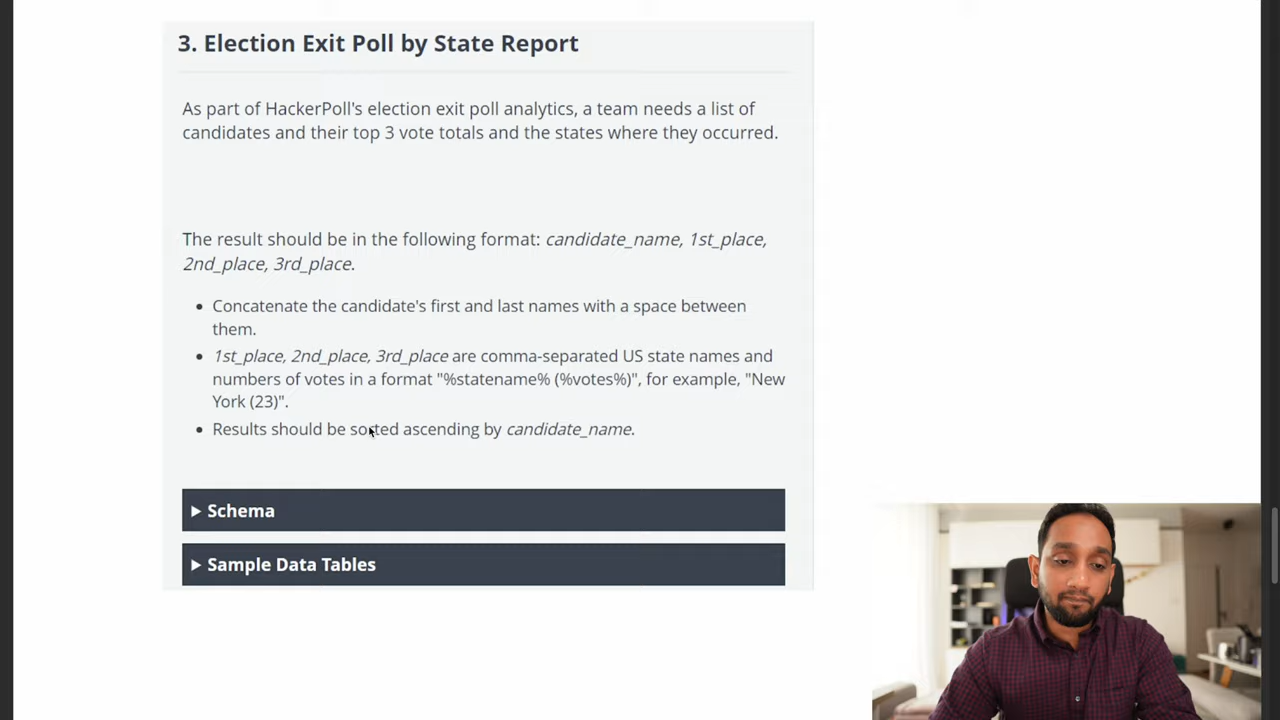 3. Election Exit Poll by State Report
As part of HackerPoll's election exit poll analytics, a team needs a list of
candidates and their top 3 vote totals and the states where they occurred.
The result should be in the following format: candidate_name, 1st_place,
2nd_place, 3rd_place.
Concatenate the candidate's first and last names with a space between
them.
1st_place, 2nd_place, 3rd_place are comma-separated US state names and
numbers of votes in a format "%statename% (%votes%)", for example, "New
York (23)".
Results should be sorted ascending by candidate_name.
Schema
Sample Data Tables